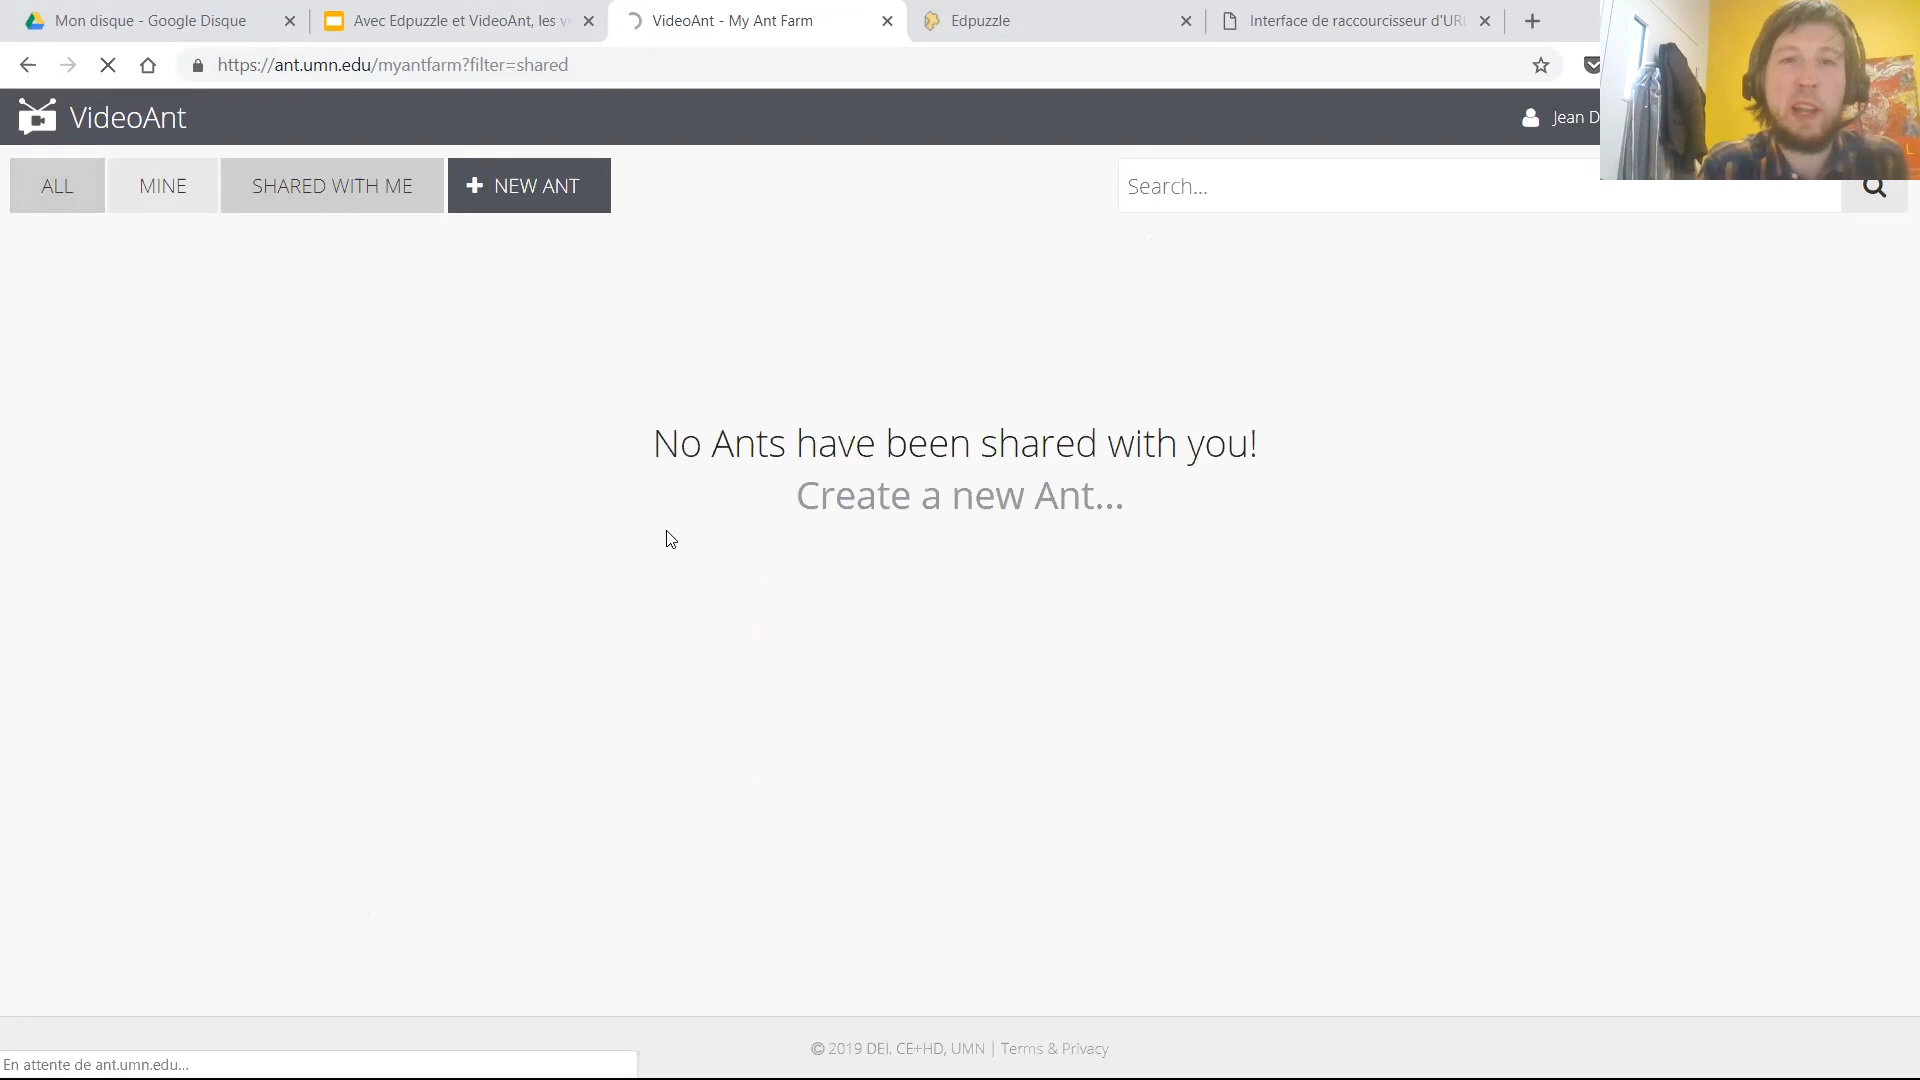 Mon disque - Google Disque
Avec Edpuzzle et VideoAnt, les v
VideoAnt - My Ant Farm
Edpuzzle
Interface de raccourcisseur d'URL
https://ant.umn.edu/myantfarm?filter=shared
VideoAnt
Jean D
ALL
MINE
SHARED WITH ME
+ NEW ANT
Search...
No Ants have been shared with you!
Create a new Ant...
© 2019 DEI, CE+HD, UMN | Terms & Privacy
En attente de ant.umn.edu...